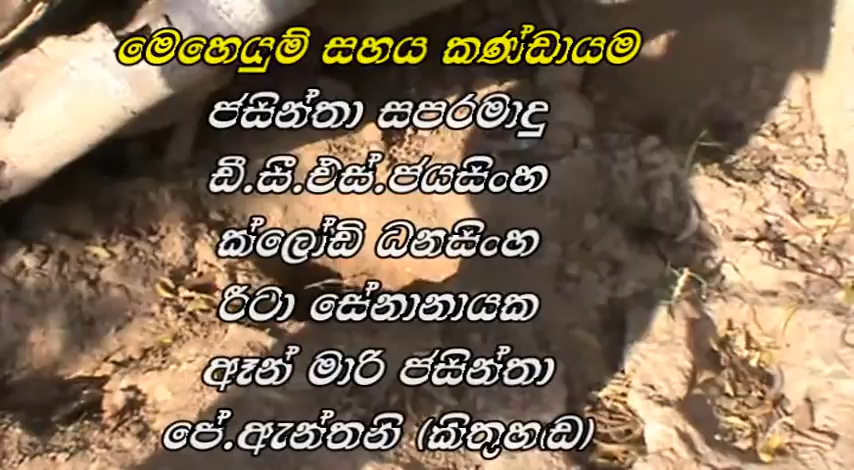 මෙහෙයුම් සහය කණ්ඩායම
ජසින්තා සපරමාදු
ඩී.සී.එස්.ජයසිංහ
ක්ලෝඩ් ධනසිංහ
රීටා සේනානායක
ඈන් මාරි ජසින්තා
පේ.ඇන්තනි (කිතුහඬ)